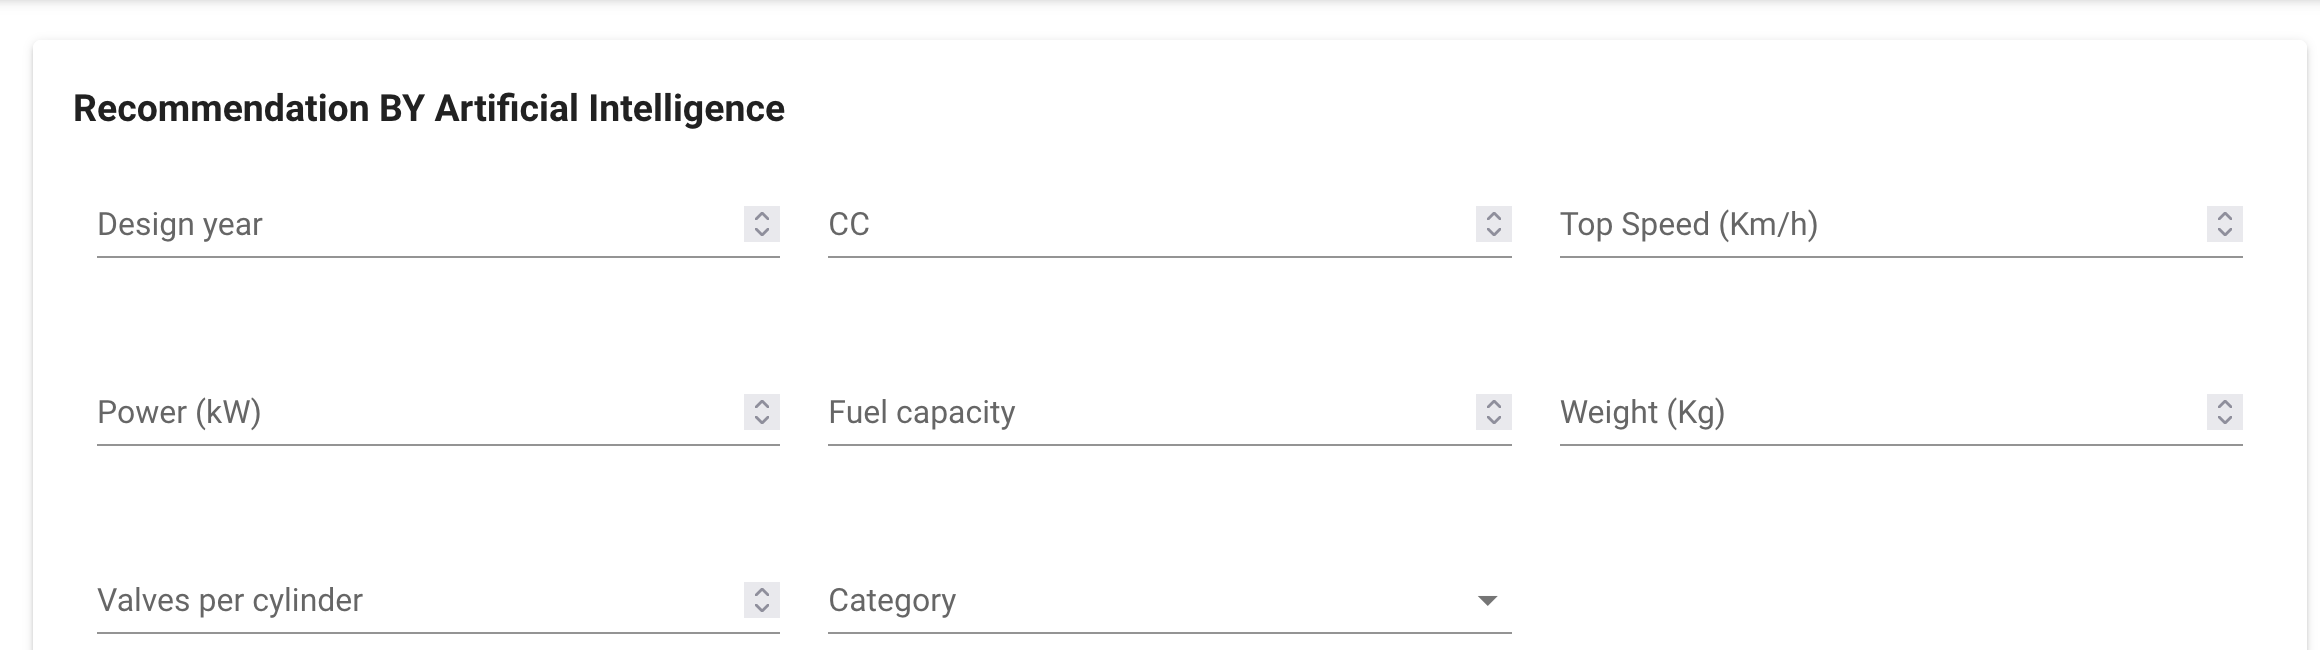 Recommendation BY Artificial Intelligence
Design year
CC
Top Speed (Km/h)
Power (kW)
Fuel capacity
Weight (Kg)
Valves per cylinder
Category